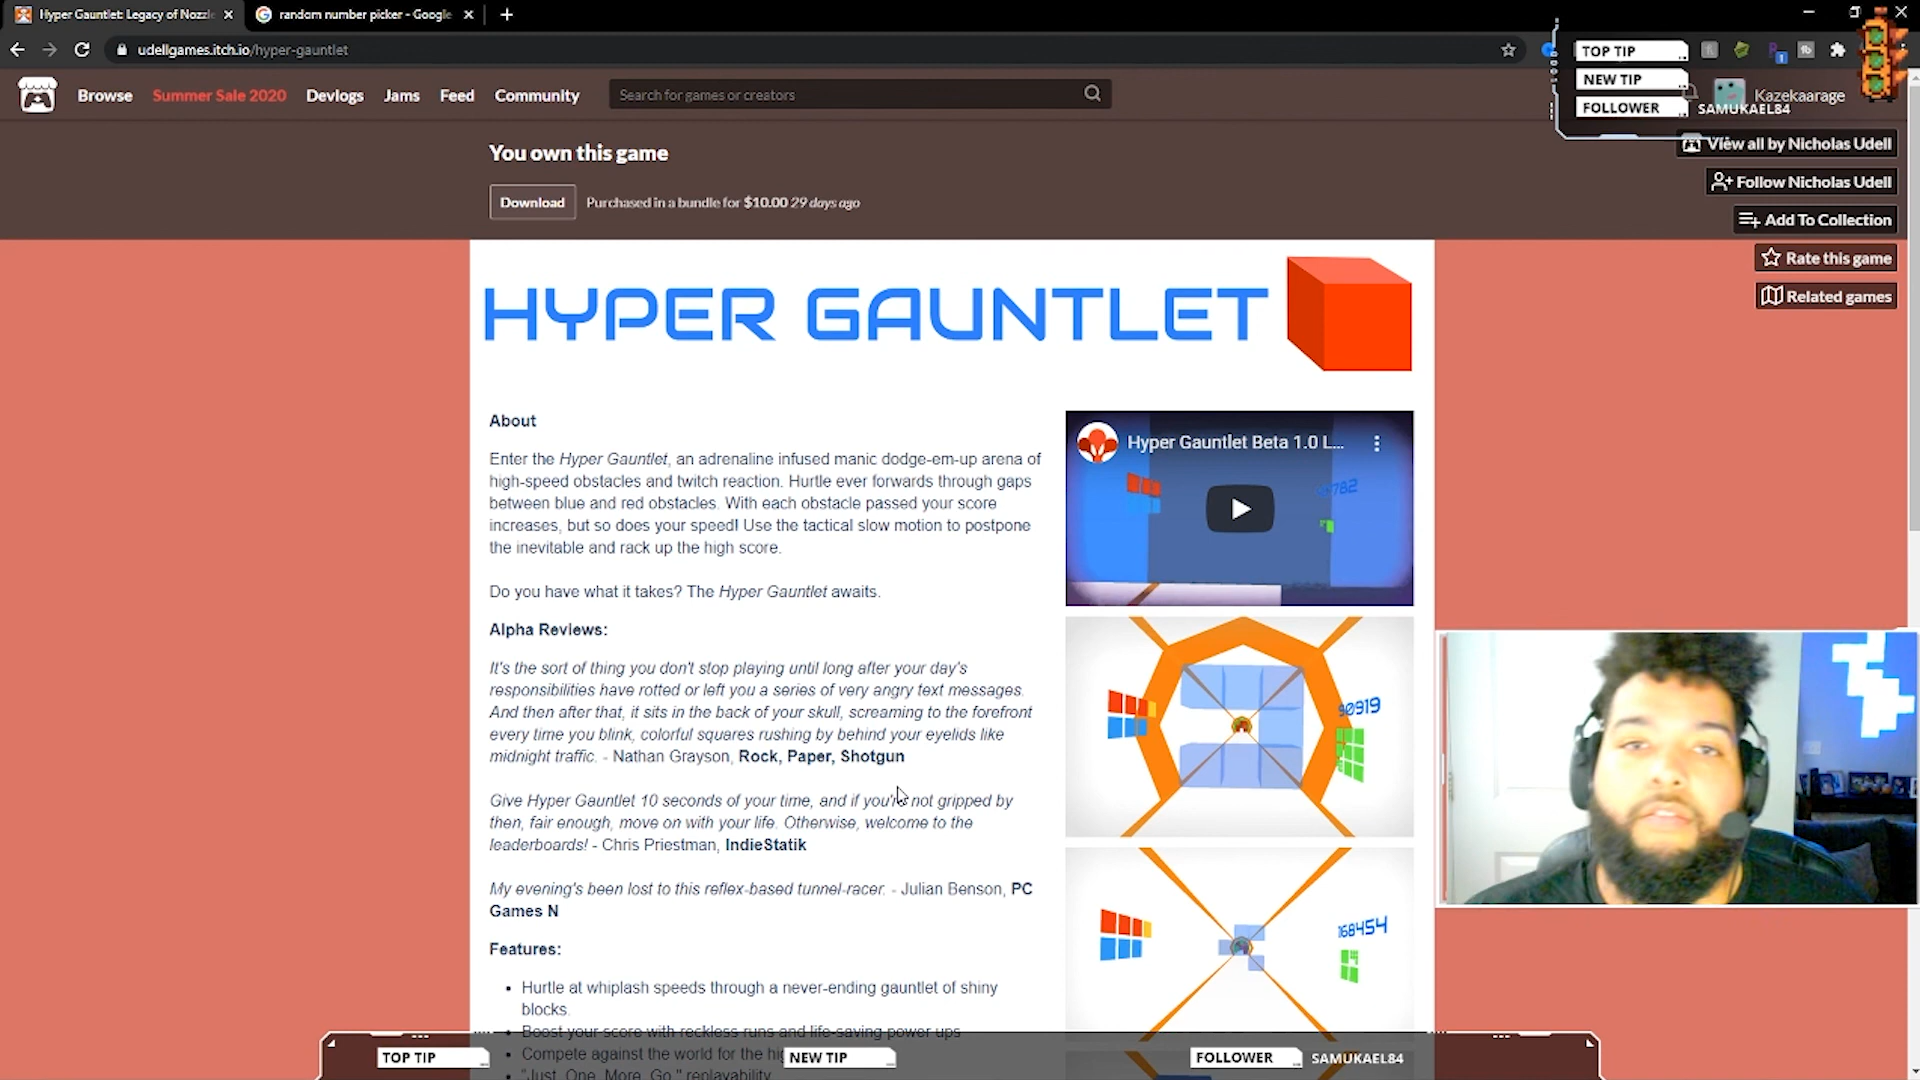 Hyper Gauntlet: Legacy of Nozzle
random number picker - Google
udellgames.itch.io/hyper-gauntlet
TOP TIP
NEW TIP
FOLLOWER
SAMUKAEL84
Browse
Summer Sale 2020
Devlogs
Jams
Feed
Community
Search for games or creators
Kazekaarage
You own this game
View all by Nicholas Udell
Download
Purchased in a bundle for $10.00 29 days ago
Follow Nicholas Udell
Add To Collection
Rate this game
Related games
HYPER GAUNTLET
About
Enter the Hyper Gauntlet, an adrenaline infused manic dodge-em-up arena of
high-speed obstacles and twitch reaction. Hurtle ever forwards through gaps
between blue and red obstacles. With each obstacle passed your score
increases, but so does your speed! Use the tactical slow motion to postpone
the inevitable and rack up the high score.
Do you have what it takes? The Hyper Gauntlet awaits.
Alpha Reviews:
It's the sort of thing you don't stop playing until long after your day's
responsibilities have rotted or left you a series of very angry text messages.
And then after that, it sits in the back of your skull, screaming to the forefront
every time you blink, colorful squares rushing by behind your eyelids like
midnight traffic. - Nathan Grayson, Rock, Paper, Shotgun
Give Hyper Gauntlet 10 seconds of your time, and if you're not gripped by
then, fair enough, move on with your life. Otherwise, welcome to the
leaderboards! - Chris Priestman, IndieStatik
My evening's been lost to this reflex-based tunnel-racer. - Julian Benson, PC
Games N
Features:
Hurtle at whiplash speeds through a never-ending gauntlet of shiny
blocks.
Boost your score with reckless runs and life-saving power ups
Compete against the world for the
"Just. One. More. Go." replayability
Hyper Gauntlet Beta 1.0 L...
90919
168454
TOP TIP
NEW TIP
FOLLOWER
SAMUKAEL84